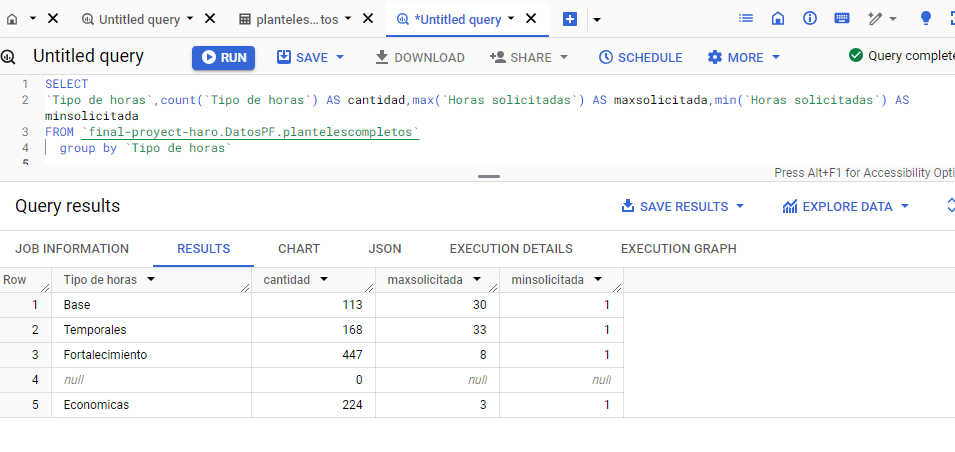 Untitled query planteles...tos *Untitled query
Untitled query RUN SAVE DOWNLOAD SHARE SCHEDULE MORE Query complete
1 SELECT
2 `Tipo de horas`,count(`Tipo de horas`) AS cantidad,max(`Horas solicitadas`) AS maxsolicitada,min(`Horas solicitadas`) AS
minsolicitada
3 FROM `final-proyect-haro.DatosPF.plantelescompletos`
4 group by `Tipo de horas`
5
Press Alt+F1 for Accessibility Opti
Query results SAVE RESULTS EXPLORE DATA
JOB INFORMATION RESULTS CHART JSON EXECUTION DETAILS EXECUTION GRAPH
Row Tipo de horas cantidad maxsolicitada minsolicitada
1 Base 113 30 1
2 Temporales 168 33 1
3 Fortalecimiento 447 8 1
4 null 0 null null
5 Economicas 224 3 1